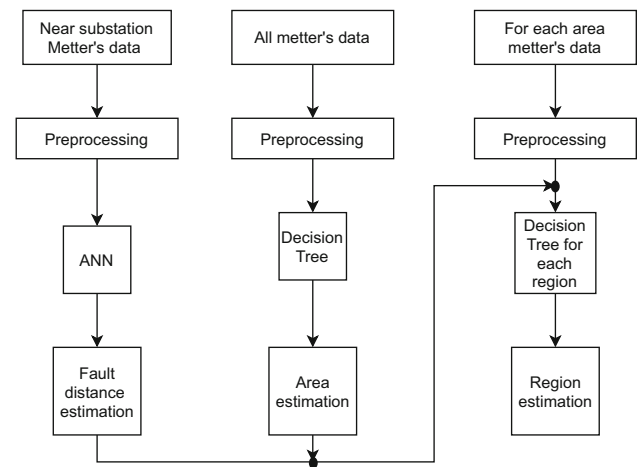 Near substation
Metter's data
All metter's data
For each area
metter's data
Preprocessing
Preprocessing
Preprocessing
ANN
Decision
Tree
Decision
Tree for
each
region
Fault
distance
estimation
Area
estimation
Region
estimation